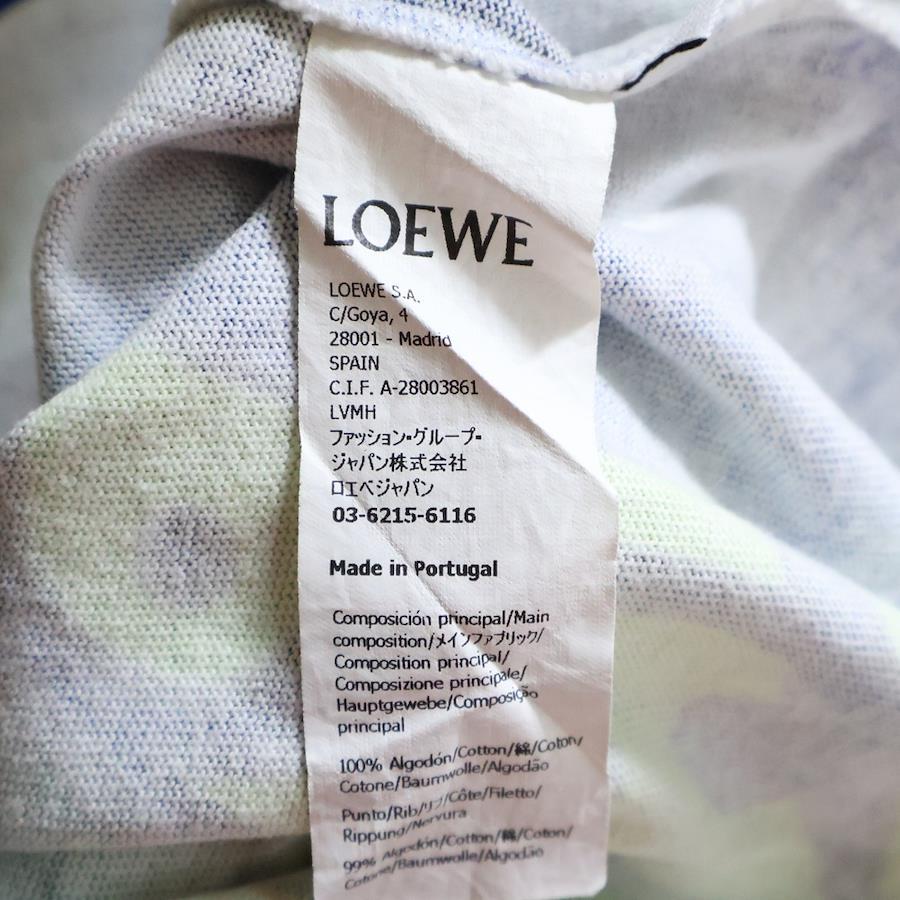 LOEWE
LOEWE S.A.
C/Goya, 4
28001 - Madrid
SPAIN
C.I.F. A-28003861
LVMH
ファッション・グループ・
ジャパン株式会社
ロエベジャパン
03-6215-6116
Made in Portugal
Composición principal/Main
composition/メインファブリック/
Composition principal/
Composizione principale/
Hauptgewebe/Composição
principal
100% Algodón/Cotton/綿/Coton/
Cotone/Baumwolle/Algodão
Punto/Rib/リブ/Côte/Filetto/
Rippung/Nervura
99% Algodón/Cotton/綿/Coton/
Cotone/Baumwolle/Algodão